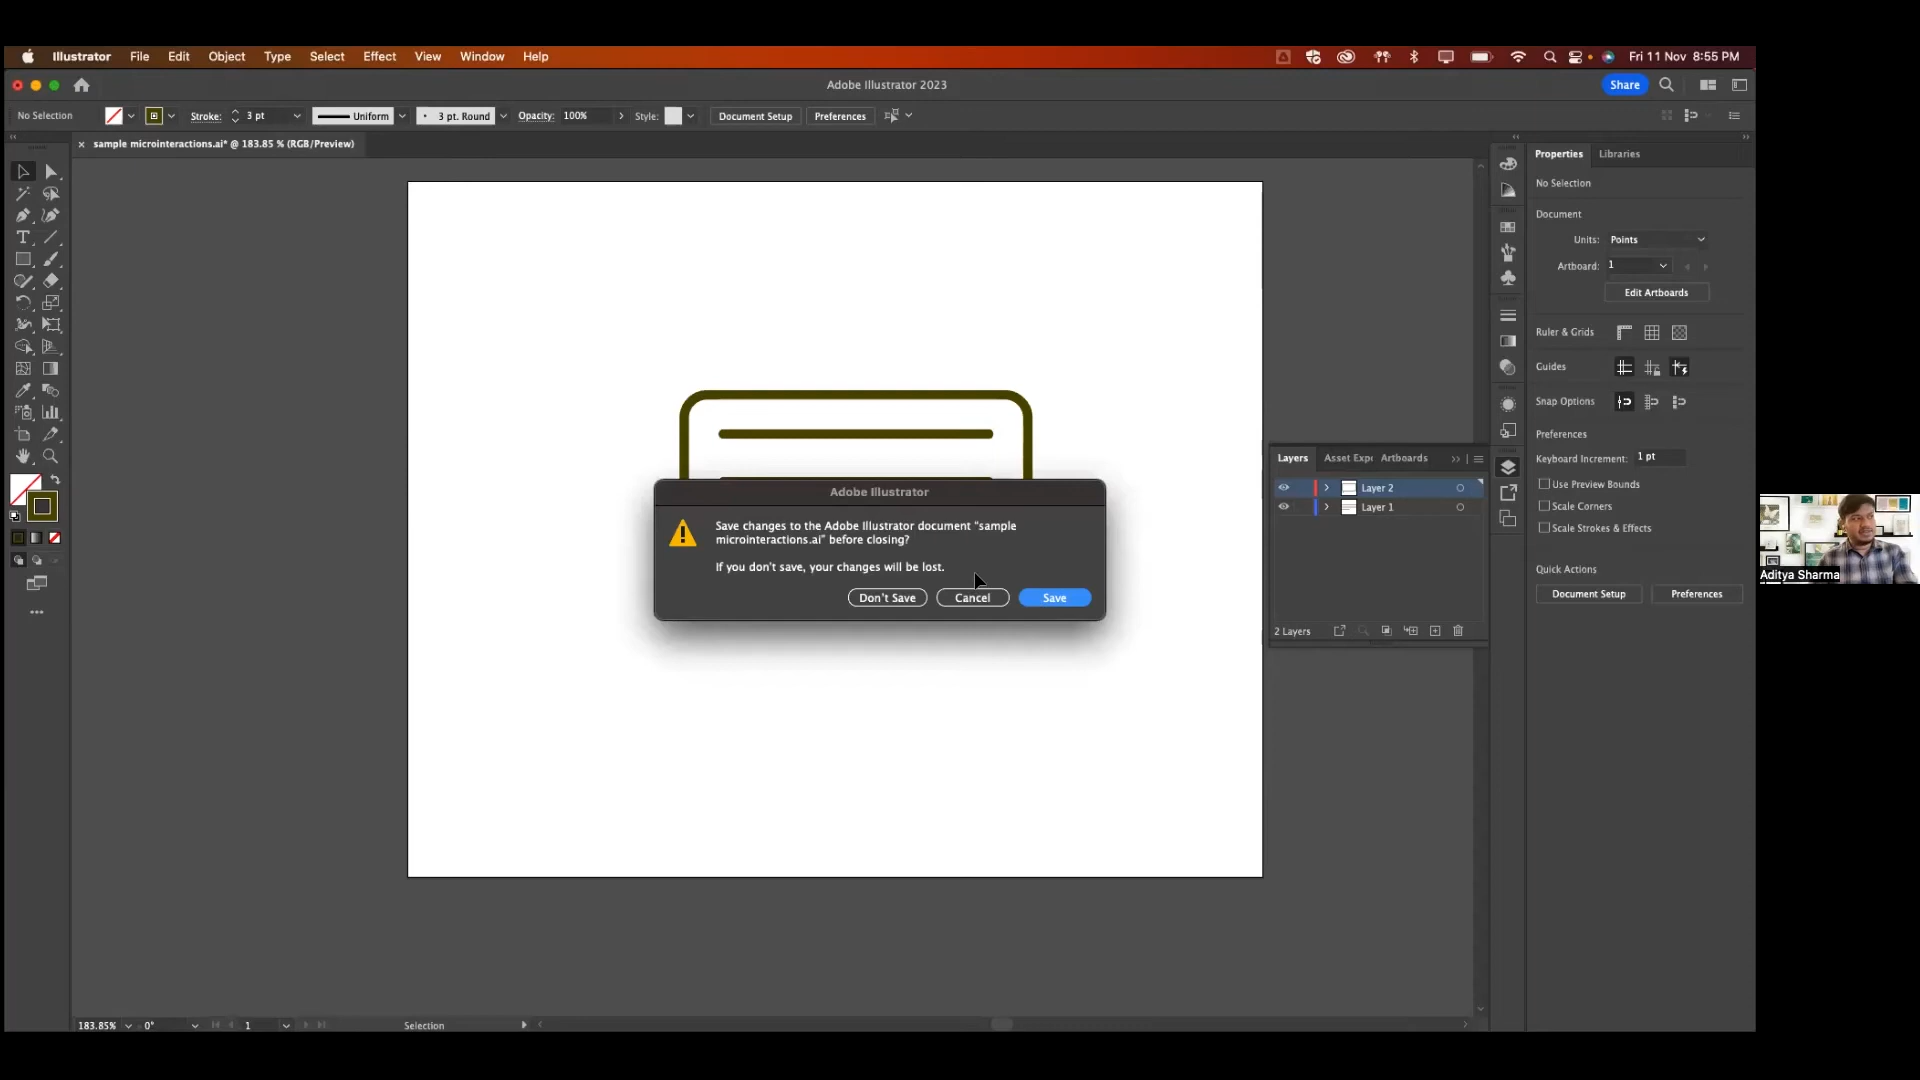 Illustrator File Edit Object Type Select Effect View Window Help Fri 11 Nov 8:55 PM
Adobe Illustrator 2023 Share
No Selection Stroke: 3 pt Uniform 3 pt. Round Opacity: 100% Style: Document Setup Preferences
sample microinteractions.ai* @ 183.85 % (RGB/Preview)
Properties Libraries
No Selection
Document
Units: Points
Artboard: 1
Edit Artboards
Ruler & Grids
Guides
Snap Options
Preferences
Keyboard Increment: 1 pt
Use Preview Bounds
Scale Corners
Scale Strokes & Effects
Quick Actions
Document Setup Preferences
Layers Asset Expo Artboards
Layer 2
Layer 1
2 Layers
Adobe Illustrator
Save changes to the Adobe Illustrator document "sample
microinteractions.ai" before closing?
If you don't save, your changes will be lost.
Don't Save Cancel Save
Aditya Sharma
183.85% 0° 1 Selection